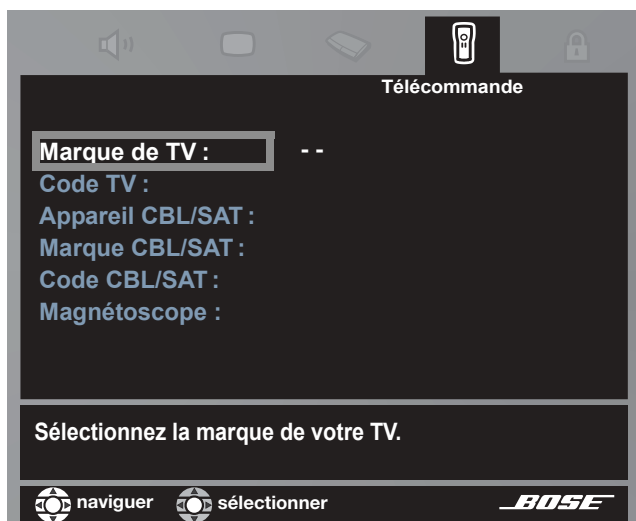 Télécommande
Marque de TV : - -
Code TV :
Appareil CBL/SAT :
Marque CBL/SAT :
Code CBL/SAT :
Magnétoscope :
Sélectionnez la marque de votre TV.
naviguer sélectionner BOSE